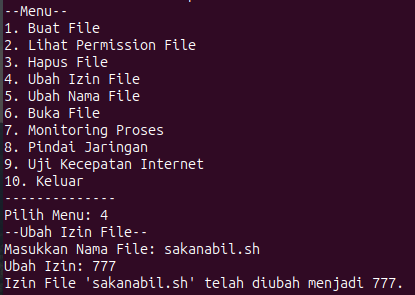 --Menu--
1. Buat File
2. Lihat Permission File
3. Hapus File
4. Ubah Izin File
5. Ubah Nama File
6. Buka File
7. Monitoring Proses
8. Pindai Jaringan
9. Uji Kecepatan Internet
10. Keluar
--------------
Pilih Menu: 4
--Ubah Izin File--
Masukkan Nama File: sakanabil.sh
Ubah Izin: 777
Izin File 'sakanabil.sh' telah diubah menjadi 777.